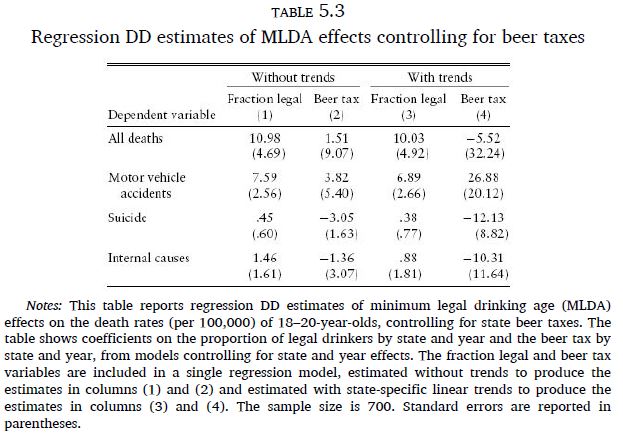 TABLE 5.3
Regression DD estimates of MLDA effects controlling for beer taxes
Without trends With trends
Fraction legal Beer tax Fraction legal Beer tax
Dependent variable (1) (2) (3) (4)
All deaths 10.98 1.51 10.03 −5.52
(4.69) (9.07) (4.92) (32.24)
Motor vehicle 7.59 3.82 6.89 26.88
accidents (2.56) (5.40) (2.66) (20.12)
Suicide .45 −3.05 .38 −12.13
(.60) (1.63) (.77) (8.82)
Internal causes 1.46 −1.36 .88 −10.31
(1.61) (3.07) (1.81) (11.64)
Notes: This table reports regression DD estimates of minimum legal drinking age (MLDA)
effects on the death rates (per 100,000) of 18–20-year-olds, controlling for state beer taxes. The
table shows coefficients on the proportion of legal drinkers by state and year and the beer tax by
state and year, from models controlling for state and year effects. The fraction legal and beer tax
variables are included in a single regression model, estimated without trends to produce the
estimates in columns (1) and (2) and estimated with state-specific linear trends to produce the
estimates in columns (3) and (4). The sample size is 700. Standard errors are reported in
parentheses.